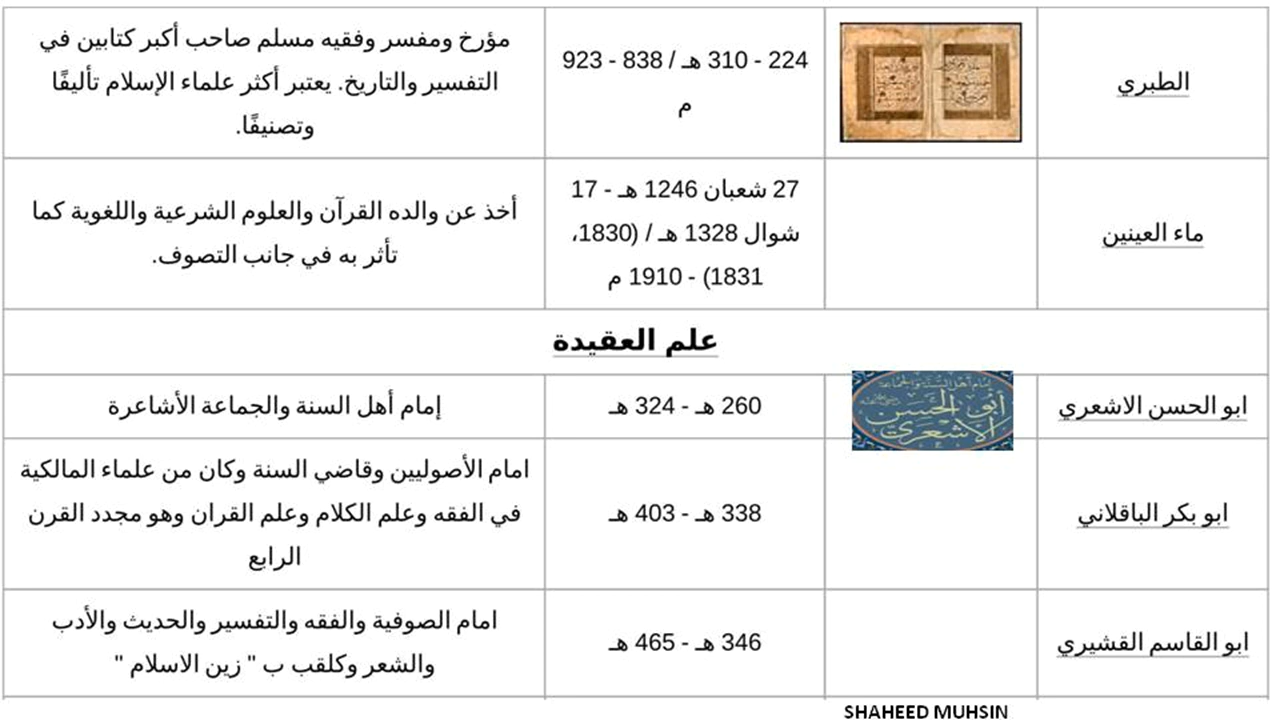 الطبري
224 - 310 هـ / 838 - 923
م
مؤرخ ومفسر وفقيه مسلم صاحب أكبر كتابين في
التفسير والتاريخ. يعتبر أكثر علماء الإسلام تأليفًا
وتصنيفًا.
ماء العينين
27 شعبان 1246 هـ - 17
شوال 1328 هـ / (1830،
1831) - 1910 م
أخذ عن والده القرآن والعلوم الشرعية واللغوية كما
تأثر به في جانب التصوف.
علم العقيدة
ابو الحسن الاشعري
إمام أهل السنة والجماعة
أبو الحسن
الأشعري
260 هـ - 324 هـ
إمام أهل السنة والجماعة الأشاعرة
ابو بكر الباقلاني
338 هـ - 403 هـ
امام الأصوليين وقاضي السنة وكان من علماء المالكية
في الفقه وعلم الكلام وعلم القران وهو مجدد القرن
الرابع
ابو القاسم القشيري
346 هـ - 465 هـ
امام الصوفية والفقه والتفسير والحديث والأدب
والشعر وكلقب ب " زين الاسلام "
SHAHEED MUHSIN